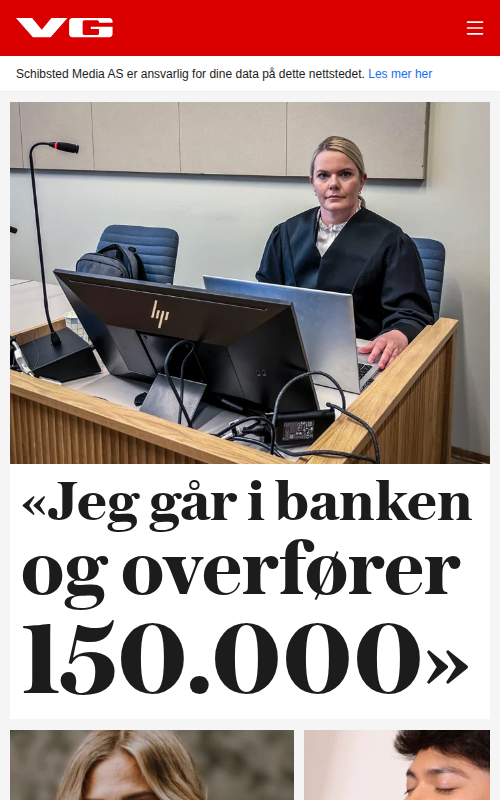 VG
Schibsted Media AS er ansvarlig for dine data på dette nettstedet. Les mer her
hp
«Jeg går i banken
og overfører
150.000»